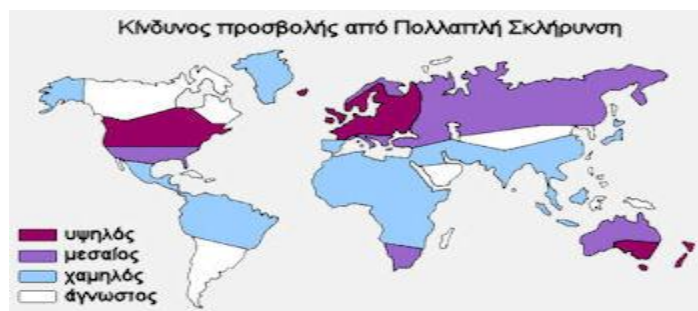 Κίνδυνος προσβολής από Πολλαπλή Σκλήρυνση
υψηλός
μεσαίος
χαμηλός
άγνωστος